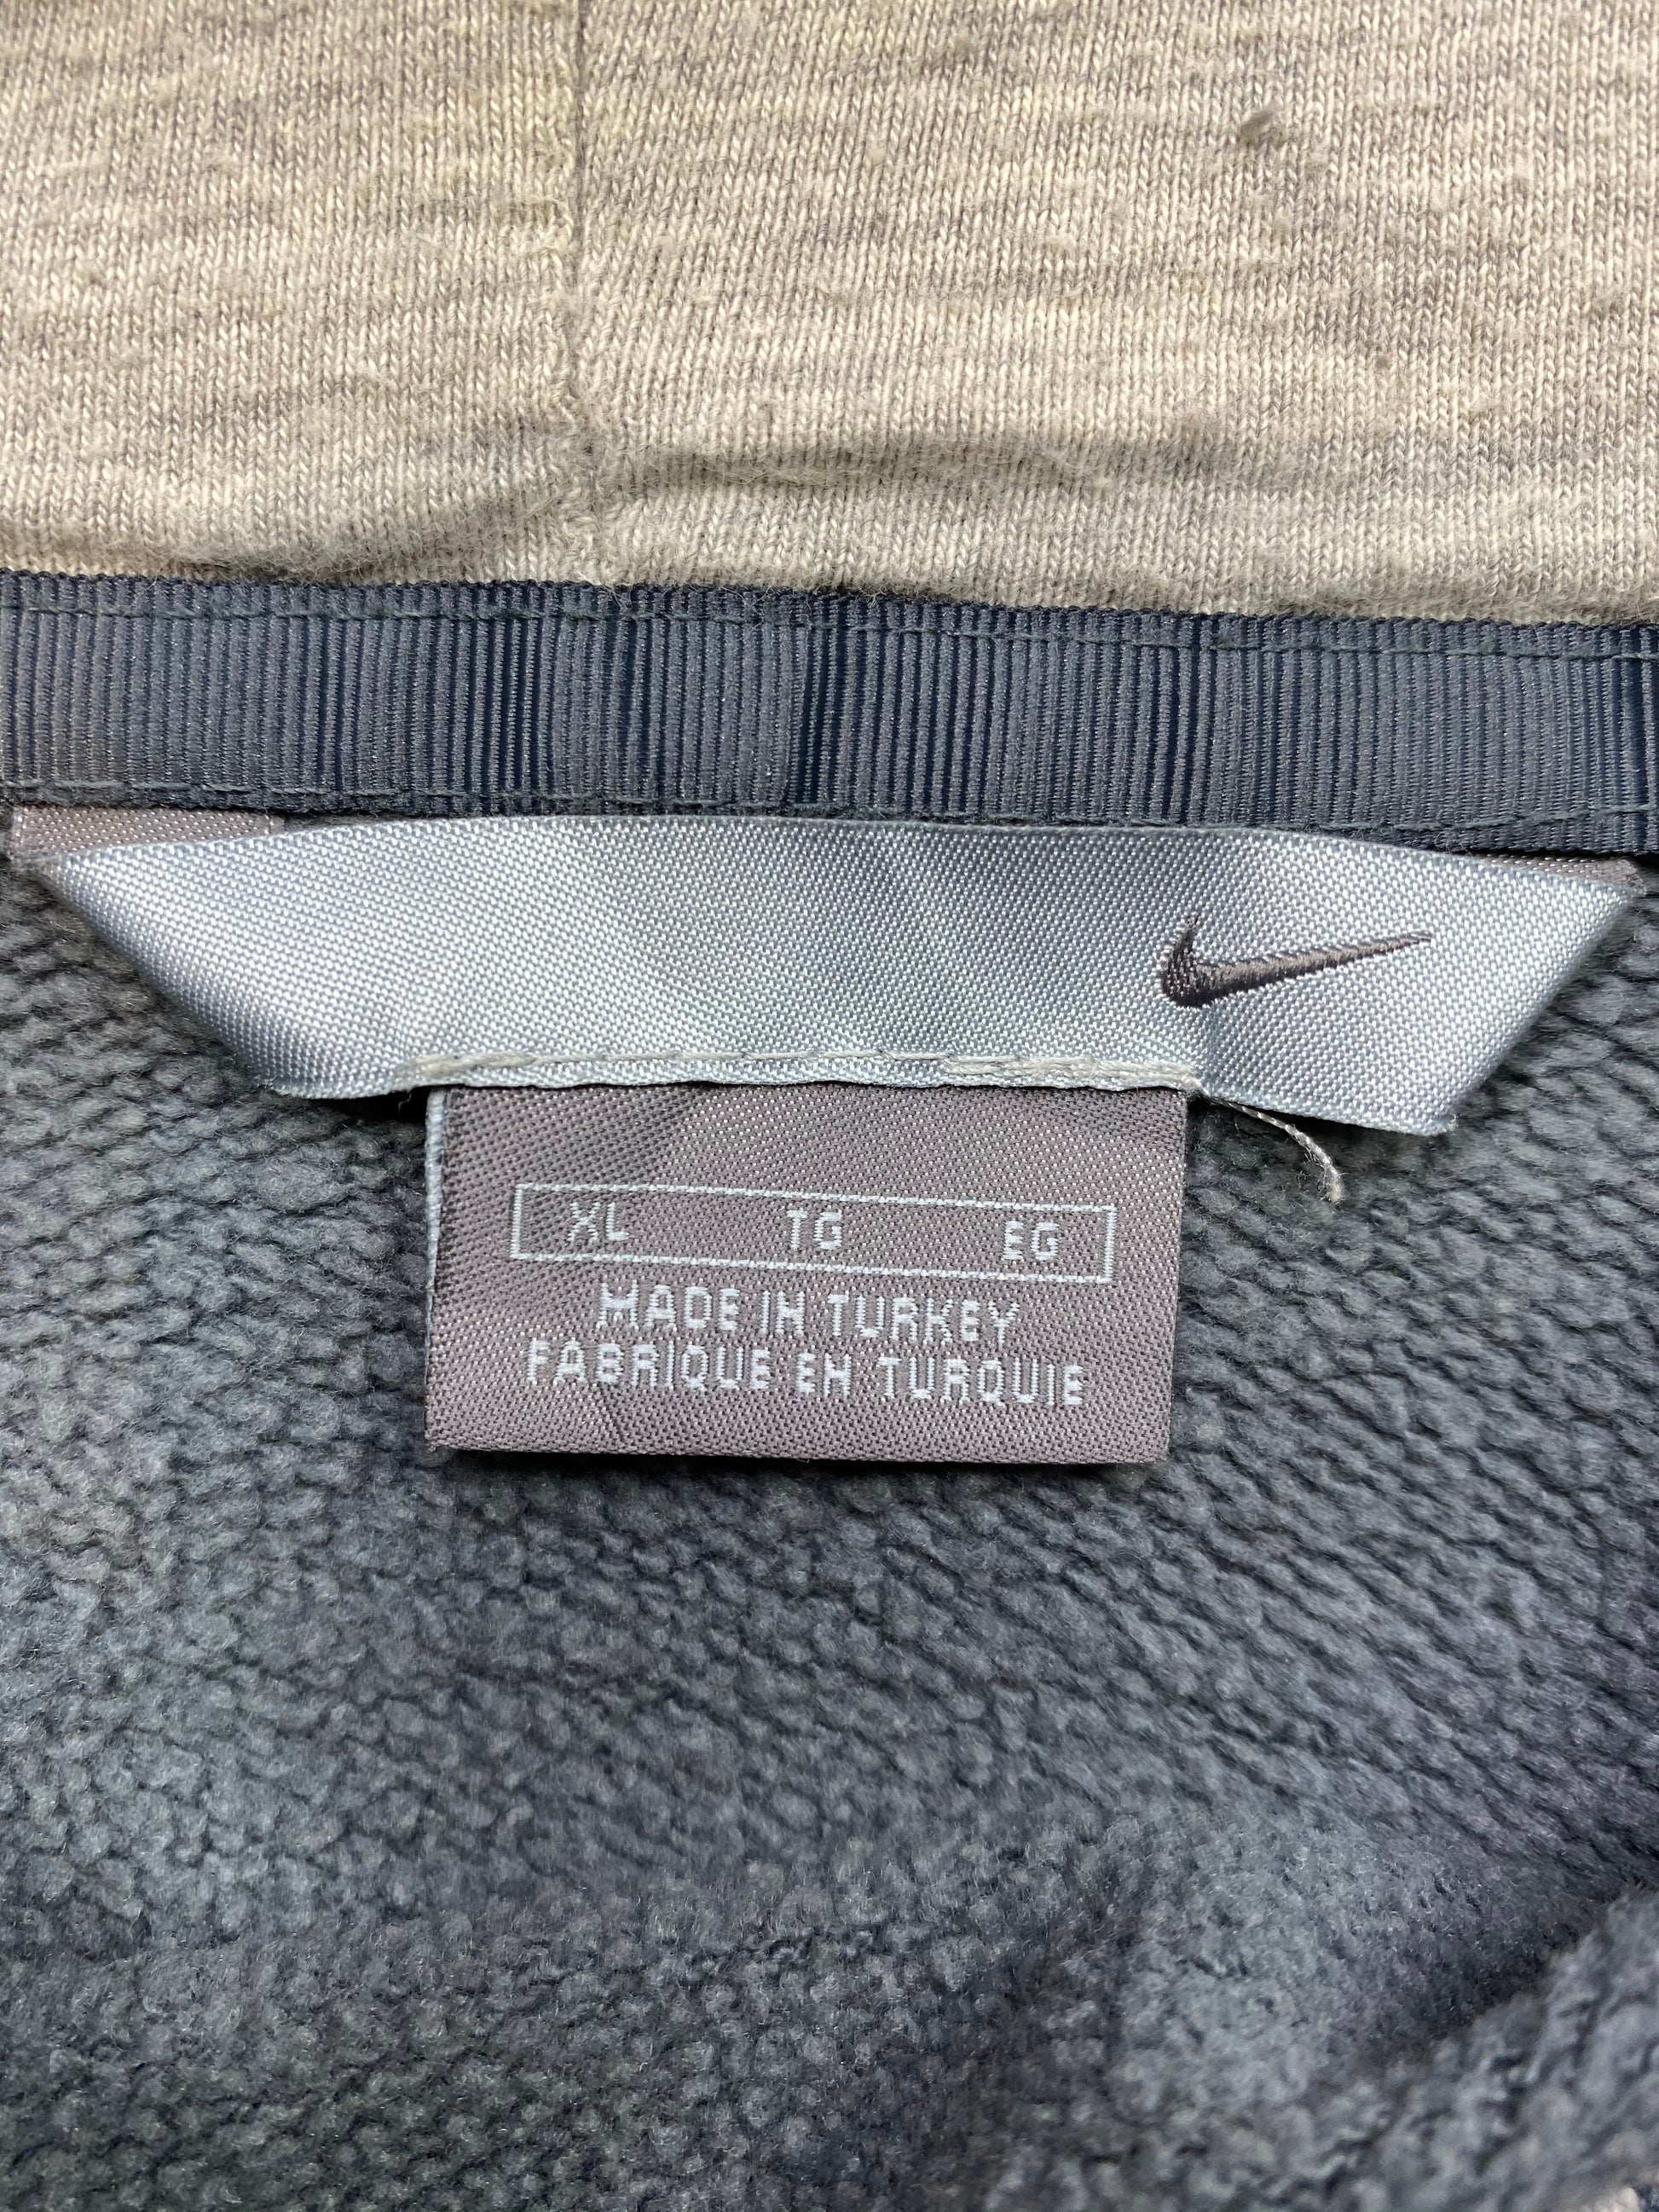 XL TG EG
MADE IN TURKEY
FABRIQUE EN TURQUIE